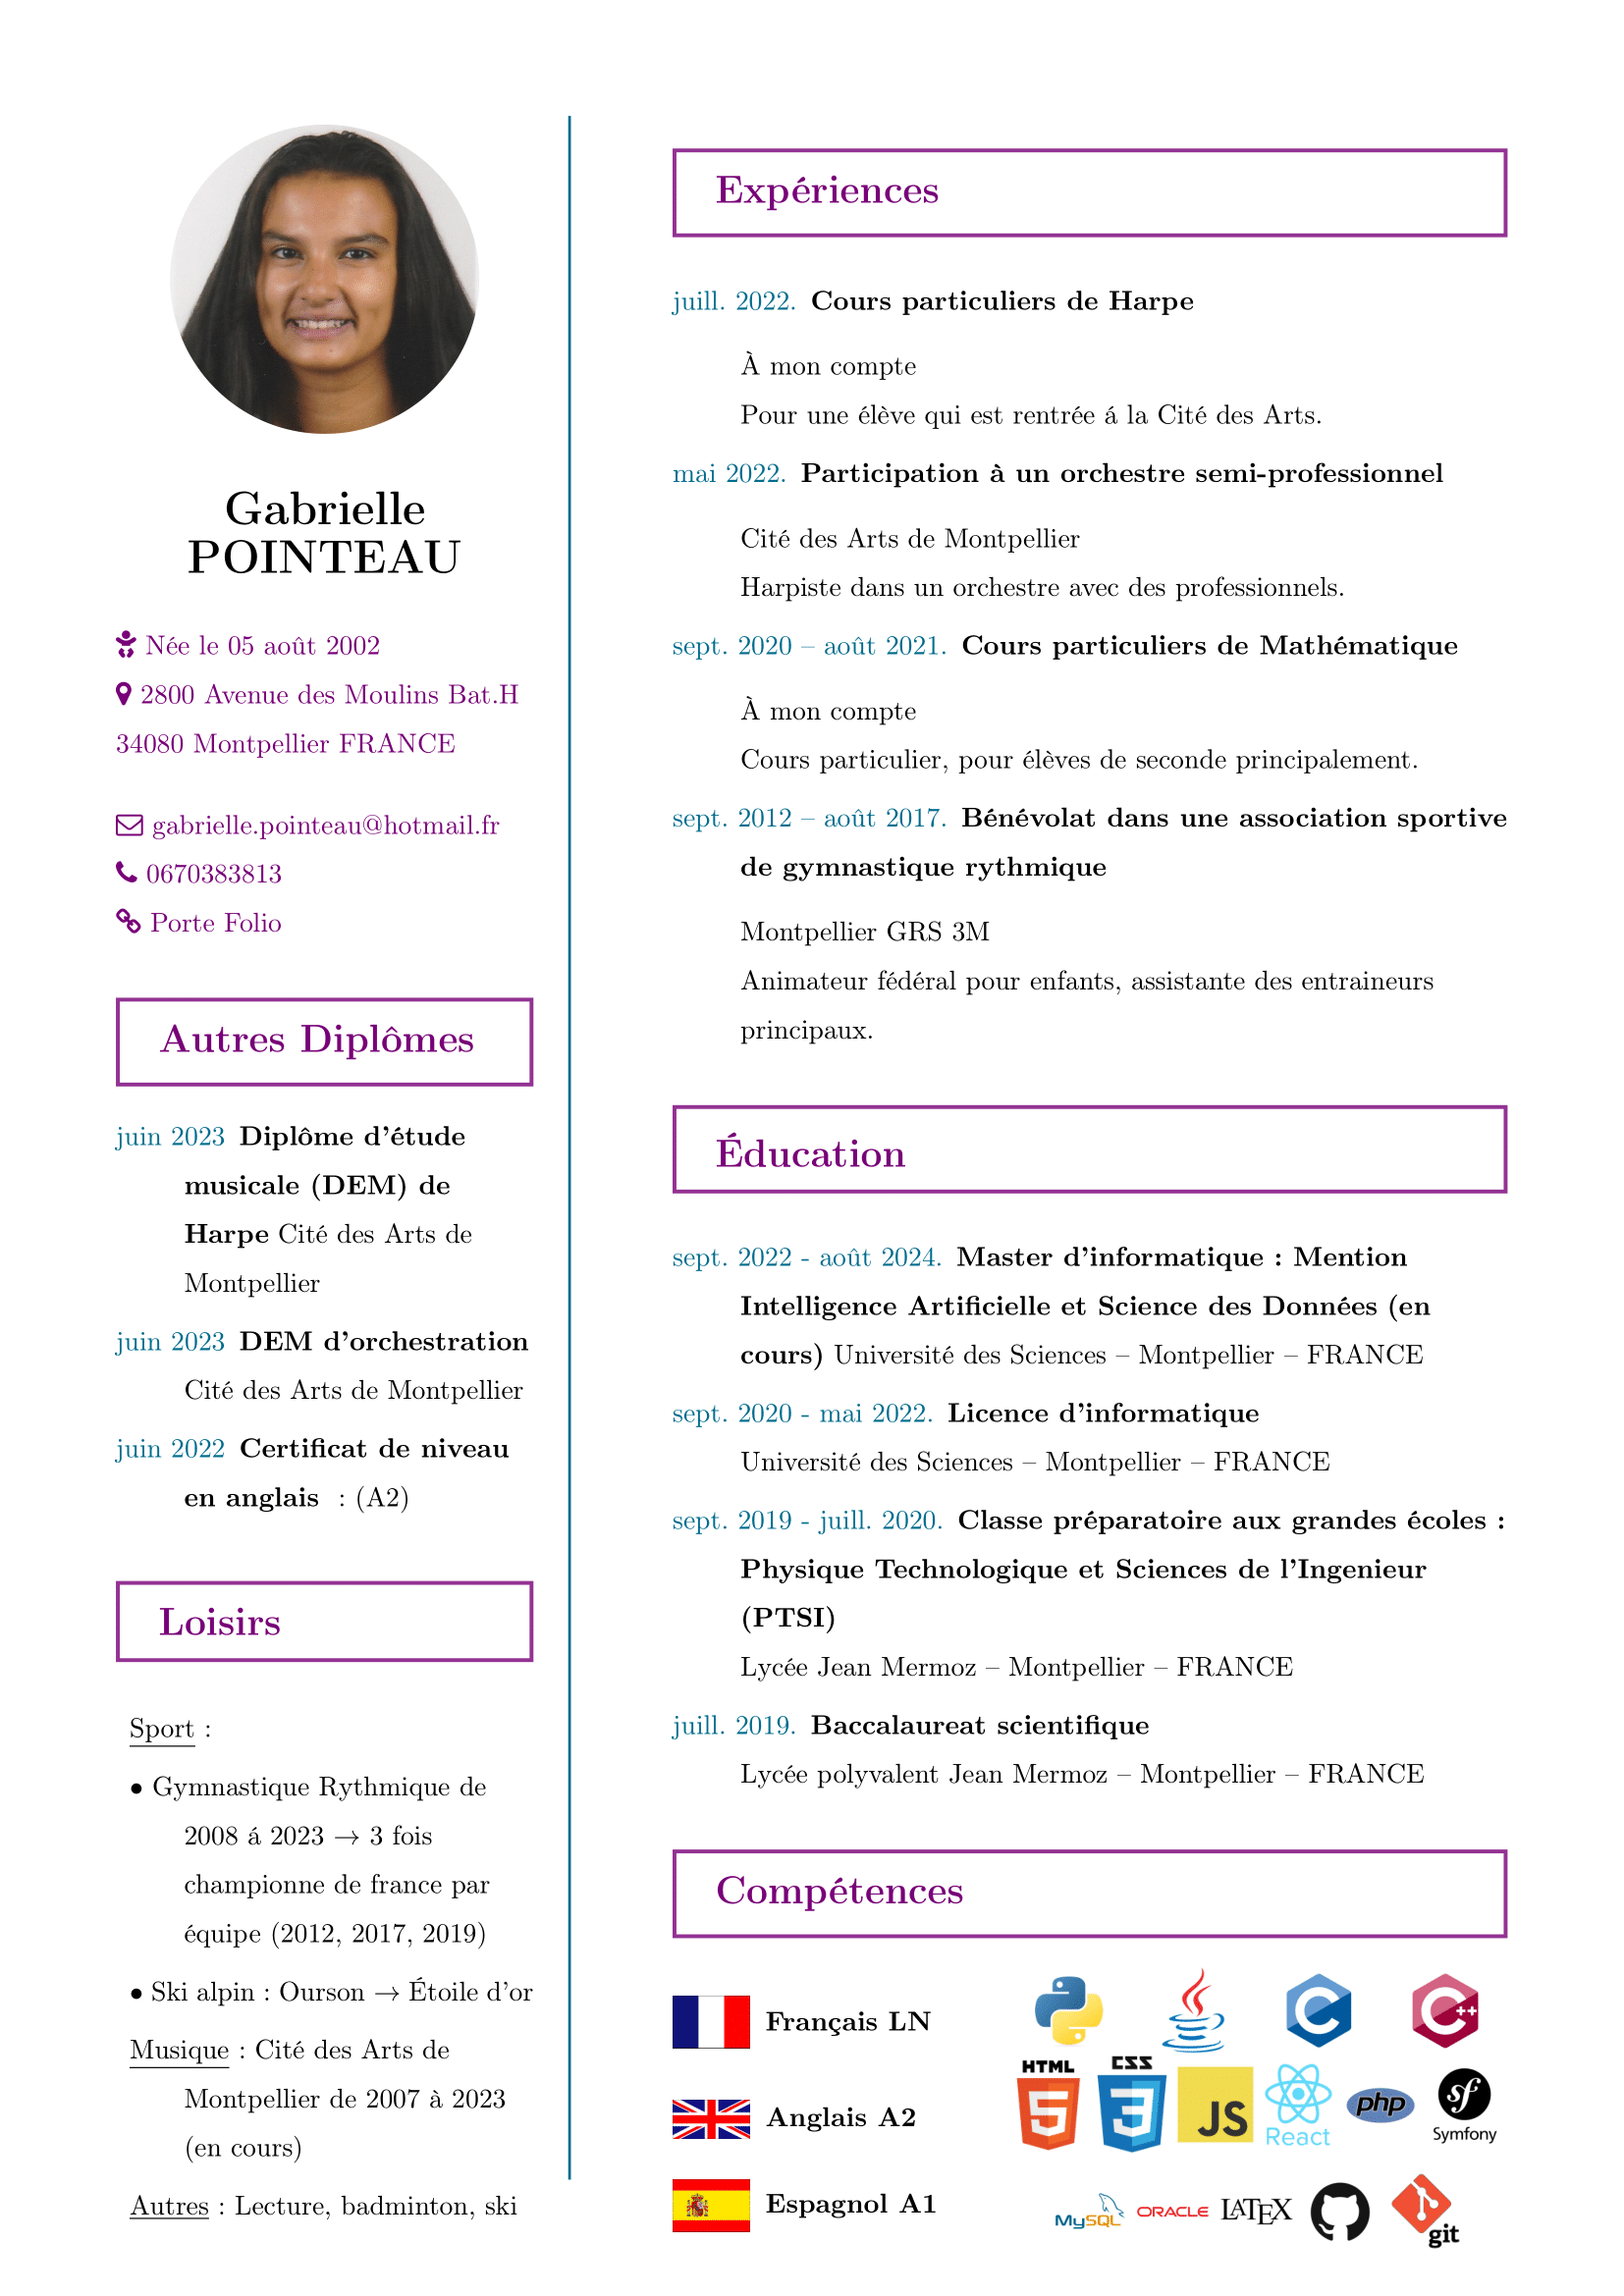 Gabrielle
POINTEAU
Née le 05 août 2002
2800 Avenue des Moulins Bat.H
34080 Montpellier FRANCE
gabrielle.pointeau@hotmail.fr
0670383813
Porte Folio
Autres Diplômes
juin 2023 Diplôme d'étude
musicale (DEM) de
Harpe Cité des Arts de
Montpellier
juin 2023 DEM d'orchestration
Cité des Arts de Montpellier
juin 2022 Certificat de niveau
en anglais : (A2)
Loisirs
Sport :
• Gymnastique Rythmique de
2008 á 2023 → 3 fois
championne de france par
équipe (2012, 2017, 2019)
• Ski alpin : Ourson → Étoile d'or
Musique : Cité des Arts de
Montpellier de 2007 à 2023
(en cours)
Autres : Lecture, badminton, ski
Expériences
juill. 2022. Cours particuliers de Harpe
À mon compte
Pour une élève qui est rentrée á la Cité des Arts.
mai 2022. Participation à un orchestre semi-professionnel
Cité des Arts de Montpellier
Harpiste dans un orchestre avec des professionnels.
sept. 2020 – août 2021. Cours particuliers de Mathématique
À mon compte
Cours particulier, pour élèves de seconde principalement.
sept. 2012 – août 2017. Bénévolat dans une association sportive
de gymnastique rythmique
Montpellier GRS 3M
Animateur fédéral pour enfants, assistante des entraineurs
principaux.
Éducation
sept. 2022 - août 2024. Master d'informatique : Mention
Intelligence Artificielle et Science des Données (en
cours) Université des Sciences – Montpellier – FRANCE
sept. 2020 - mai 2022. Licence d'informatique
Université des Sciences – Montpellier – FRANCE
sept. 2019 - juill. 2020. Classe préparatoire aux grandes écoles :
Physique Technologique et Sciences de l'Ingenieur
(PTSI)
Lycée Jean Mermoz – Montpellier – FRANCE
juill. 2019. Baccalaureat scientifique
Lycée polyvalent Jean Mermoz – Montpellier – FRANCE
Compétences
Français LN
Anglais A2
Espagnol A1
C C++
HTML 5 CSS 3 JS React php sf Symfony
MySQL ORACLE LATEX git